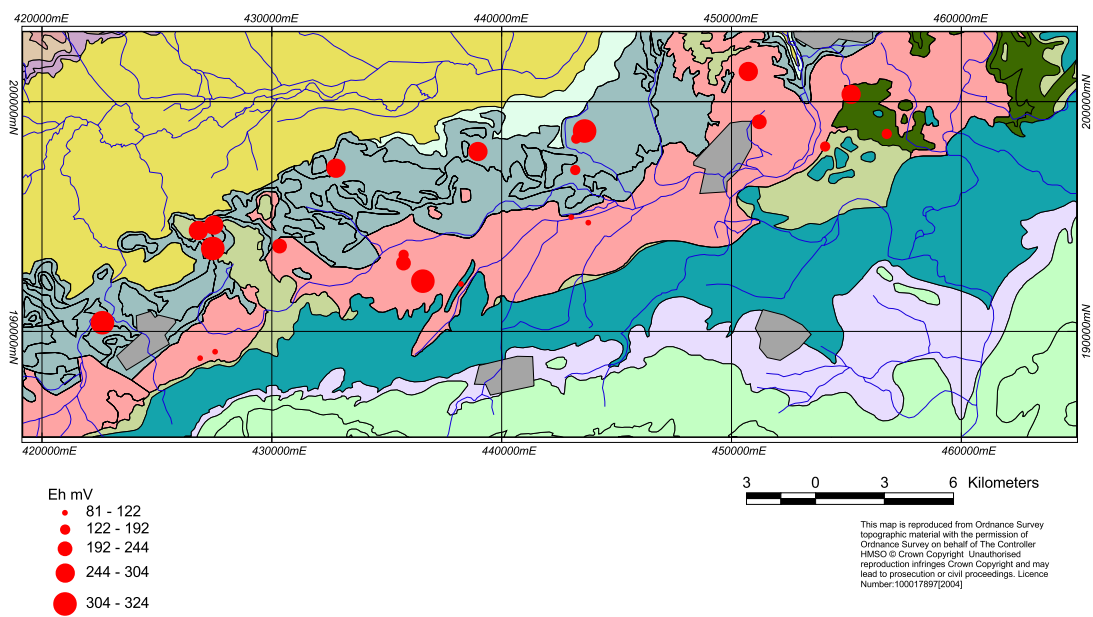 420000mE 430000mE 440000mE 450000mE 460000mE
200000mN 200000mN
190000mN 190000mN
420000mE 430000mE 440000mE 450000mE 460000mE
3 0 3 6 Kilometers
Eh mV
81 - 122
122 - 192
192 - 244
244 - 304
304 - 324
This map is reproduced from Ordnance Survey
topographic material with the permission of
Ordnance Survey on behalf of The Controller
HMSO © Crown Copyright Unauthorised
reproduction infringes Crown Copyright and may
lead to prosecution or civil proceedings. Licence
Number:100017897[2004]